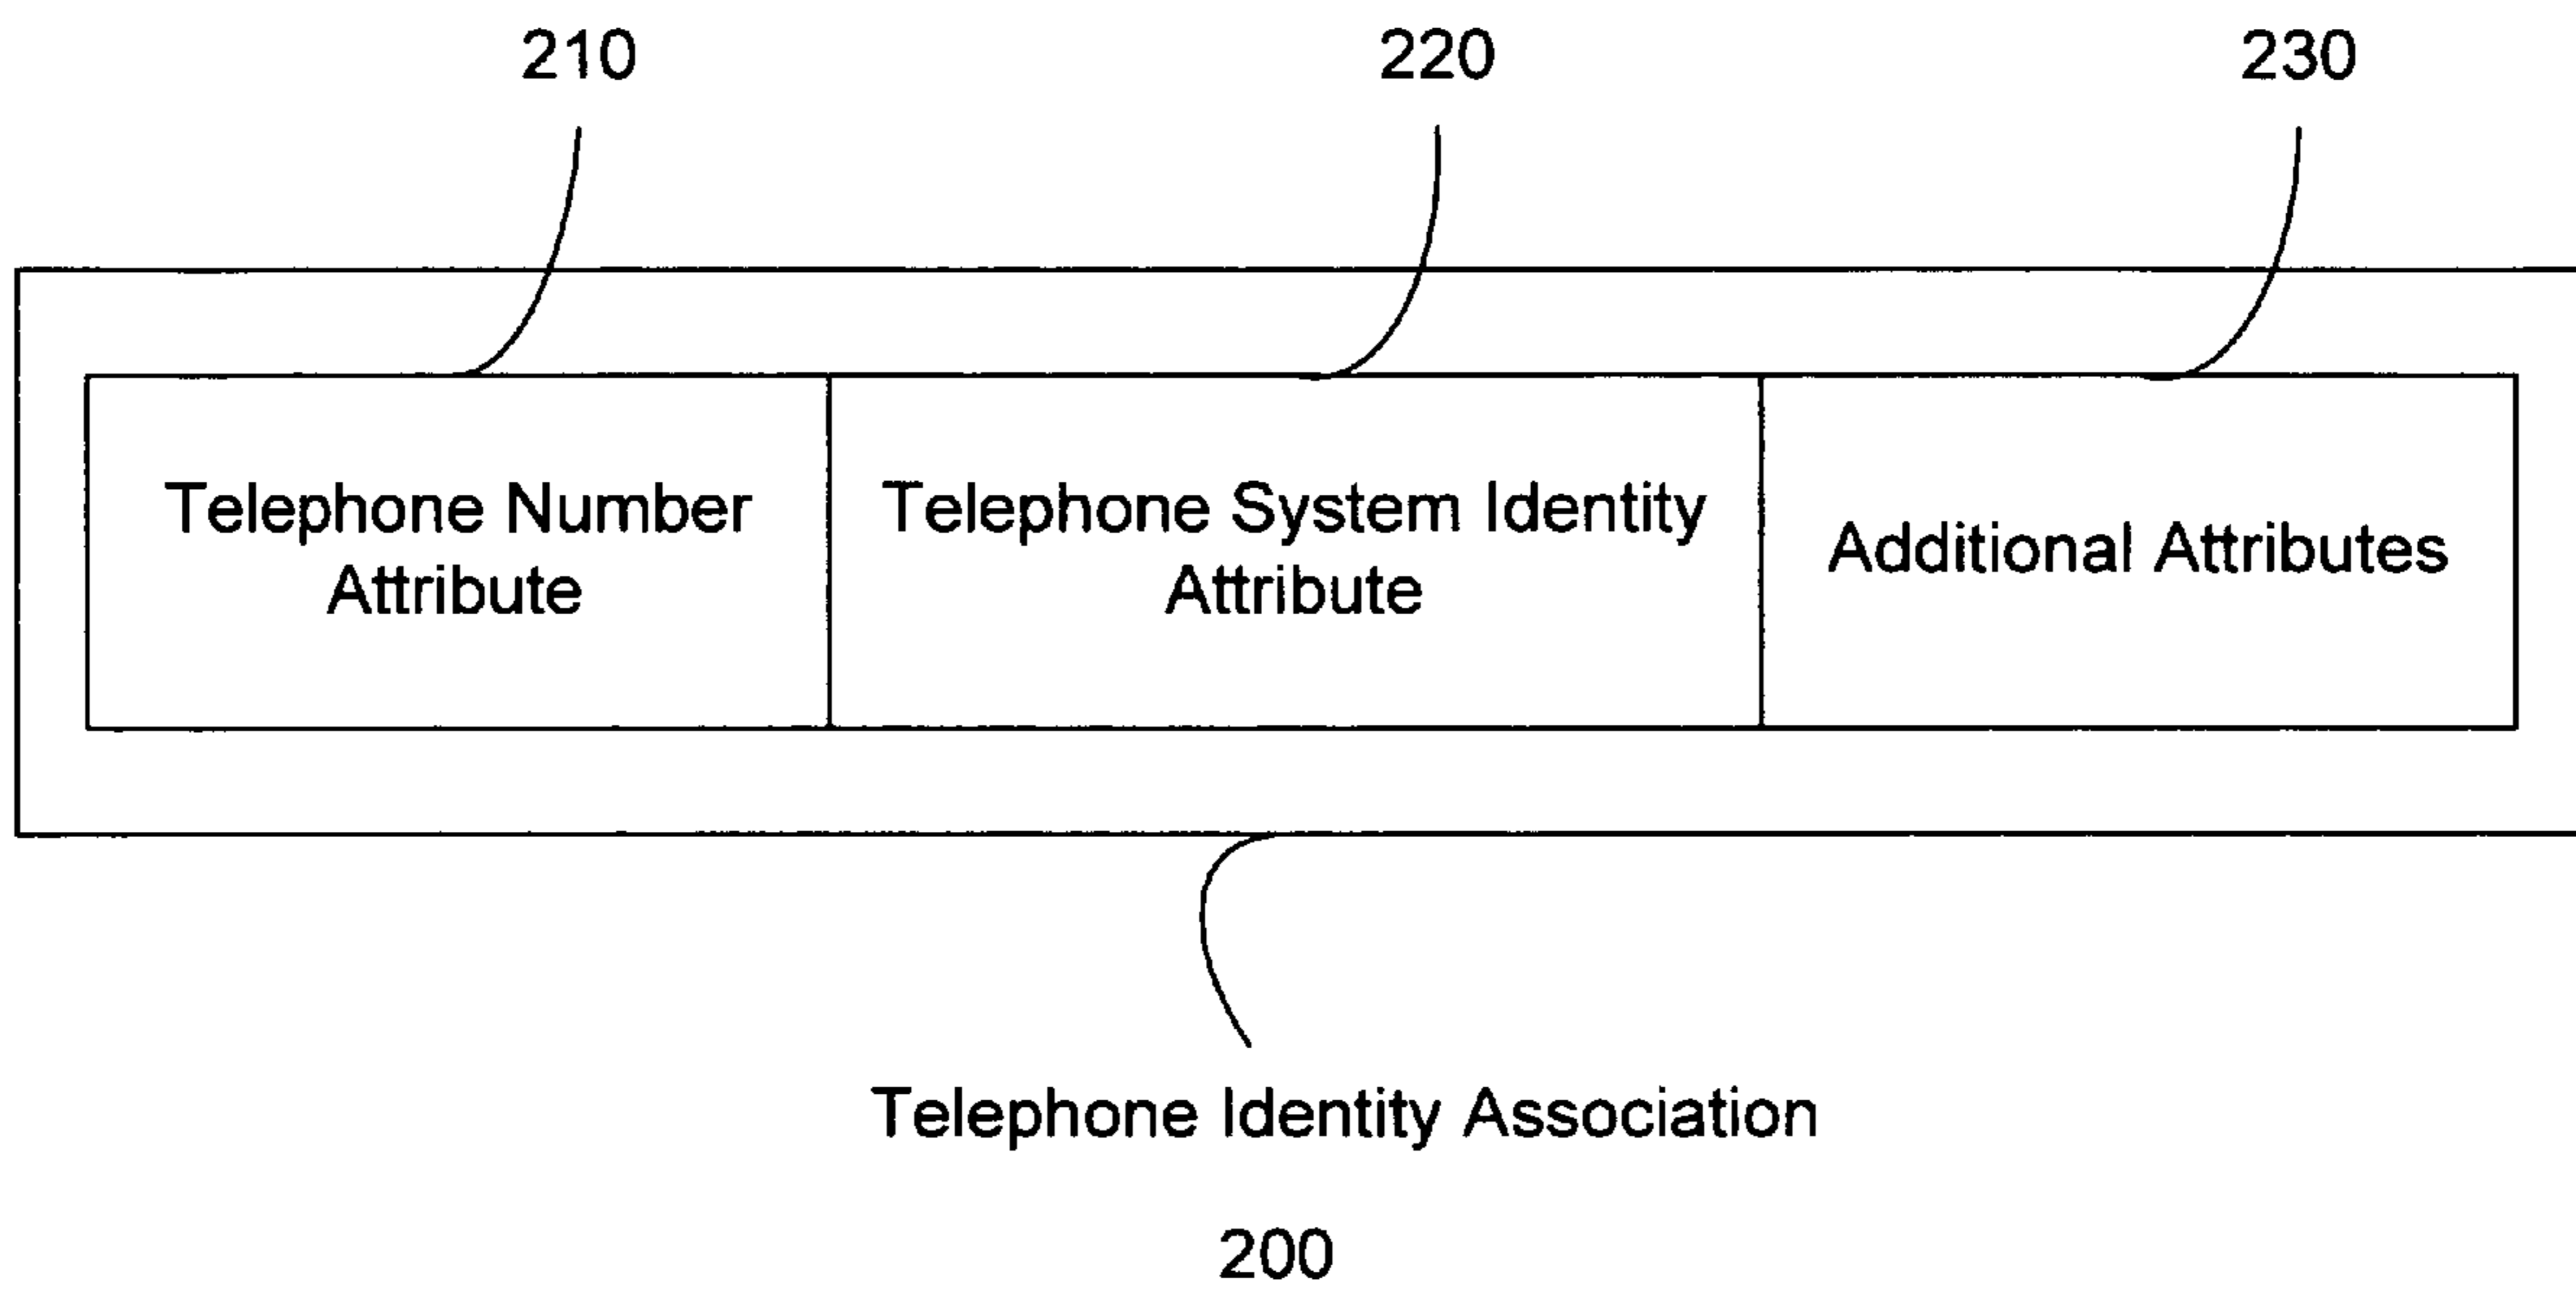 210
220
230
Telephone Number
Attribute
Telephone System Identity
Attribute
Additional Attributes
Telephone Identity Association
200